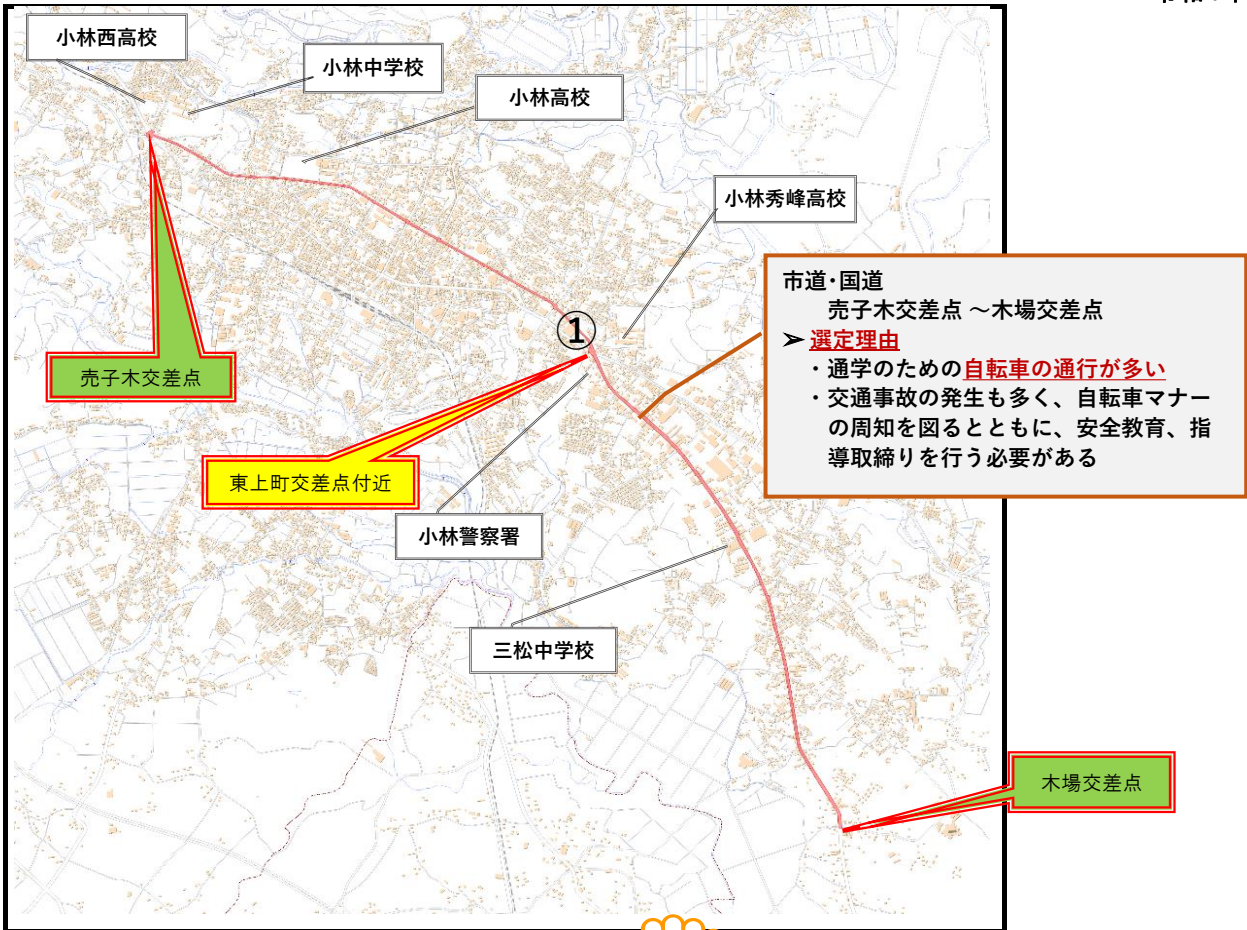 小林西高校
小林中学校
小林高校
小林秀峰高校
市道・国道
売子木交差点 ～木場交差点
➢ 選定理由
・通学のための自転車の通行が多い
・交通事故の発生も多く、自転車マナー
の周知を図るとともに、安全教育、指
導取締りを行う必要がある
①
売子木交差点
東上町交差点付近
小林警察署
三松中学校
木場交差点